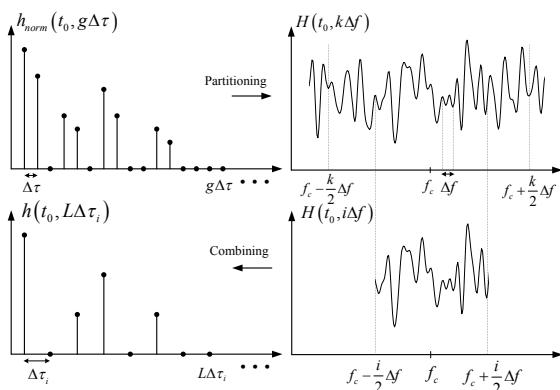 h_norm(t_0, gΔτ)
H(t_0, kΔf)
Partitioning
Δτ
gΔτ • • •
f_c − k/2 Δf
f_c Δf
f_c + k/2 Δf
h(t_0, LΔτ_i)
H(t_0, iΔf)
Combining
Δτ_i
LΔτ_i • • •
f_c − i/2 Δf
f_c
f_c + i/2 Δf